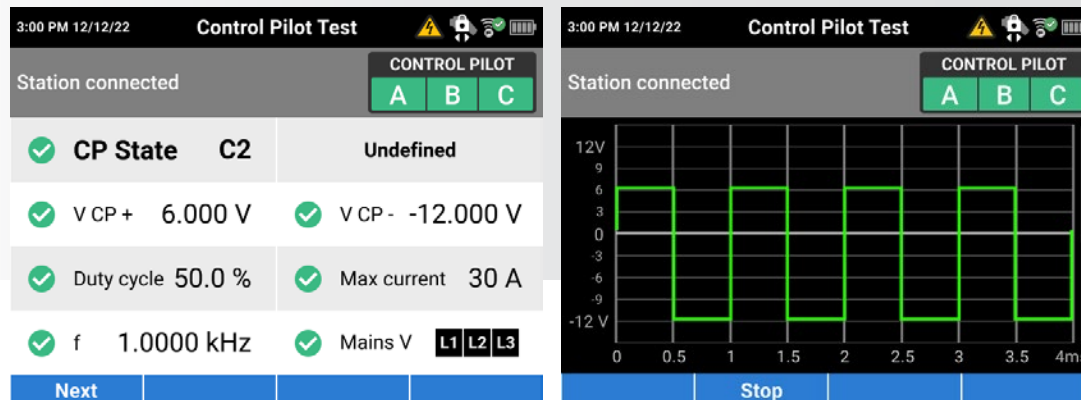 3:00 PM 12/12/22 Control Pilot Test
Station connected
CONTROL PILOT
A B C
CP State C2 Undefined
V CP + 6.000 V V CP - -12.000 V
Duty cycle 50.0 % Max current 30 A
f 1.0000 kHz Mains V L1 L2 L3
Next
3:00 PM 12/12/22 Control Pilot Test
Station connected
CONTROL PILOT
A B C
12V
9
6
3
0
-3
-6
-9
-12 V
0 0.5 1 1.5 2 2.5 3 3.5 4m
Stop